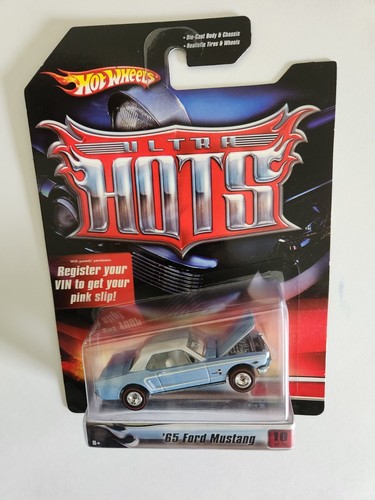 • Die-Cast Body & Chassis
• Realistic Tires & Wheels
HOT WHEELS
ULTRA
HOTS
Register your
VIN to get your
pink slip!
'65 Ford Mustang
10
8+